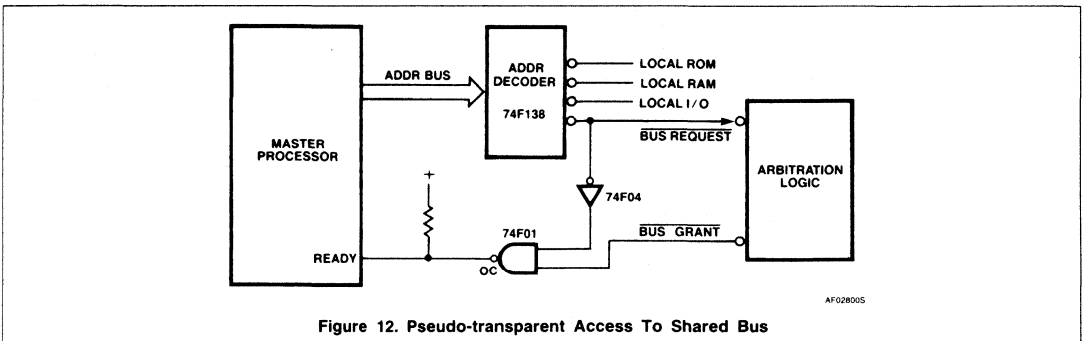 ADDR BUS
ADDR
DECODER
74F138
LOCAL ROM
LOCAL RAM
LOCAL I/O
BUS REQUEST
MASTER
PROCESSOR
ARBITRATION
LOGIC
+
74F04
74F01
BUS GRANT
READY
OC
AF02800S
Figure 12. Pseudo-transparent Access To Shared Bus